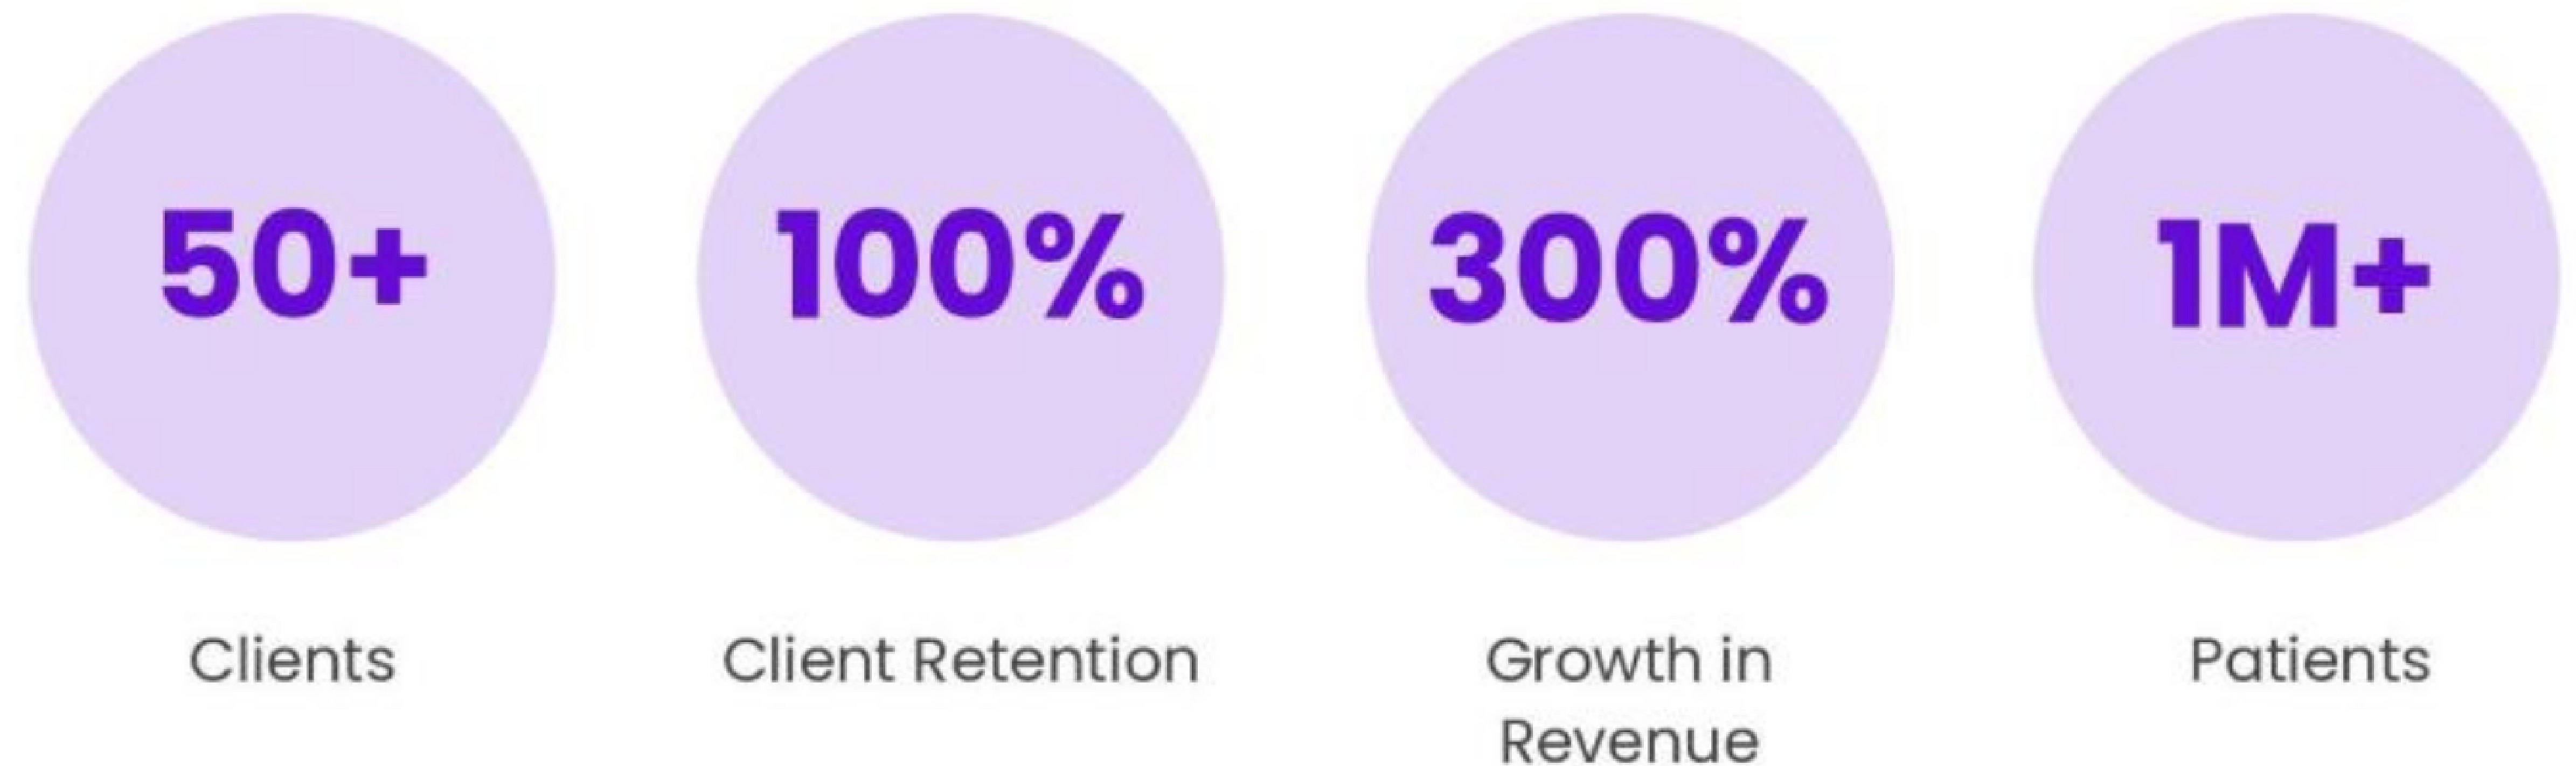 50+
100%
300%
1M+
Clients
Client Retention
Growth in
Revenue
Patients